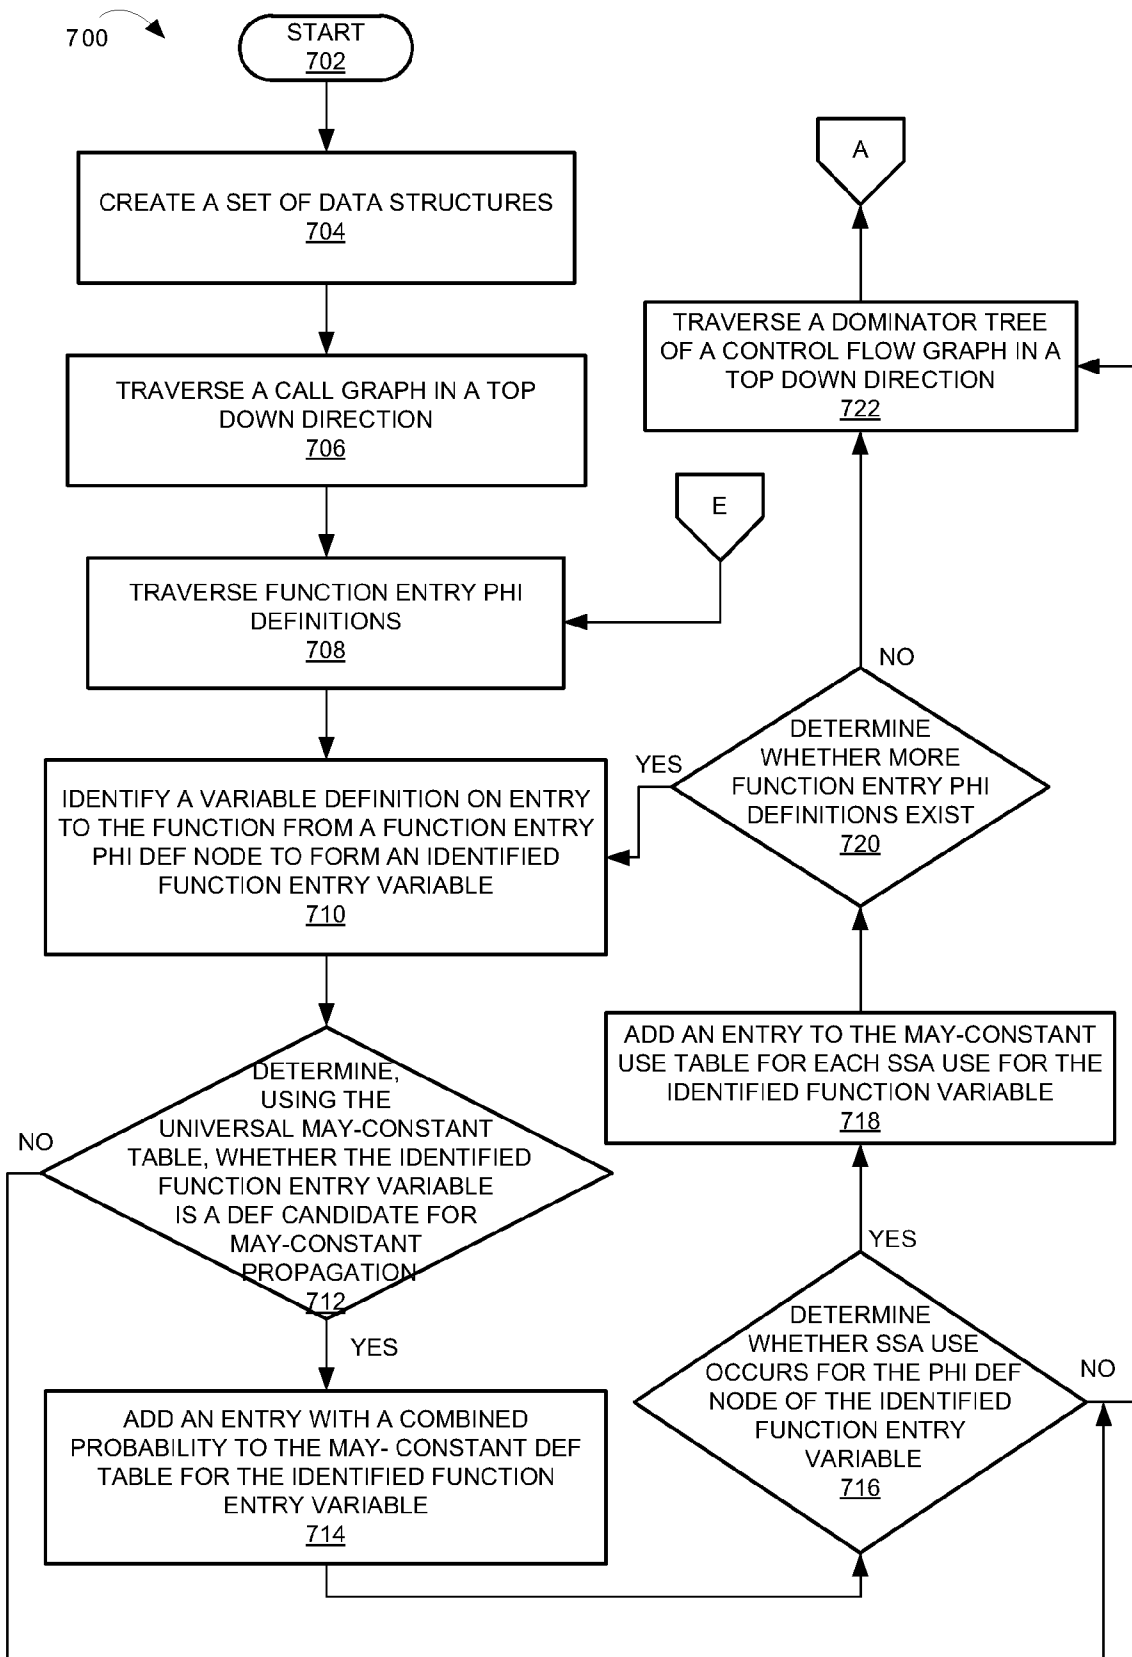 700
START
702
CREATE A SET OF DATA STRUCTURES
704
TRAVERSE A CALL GRAPH IN A TOP
DOWN DIRECTION
706
TRAVERSE FUNCTION ENTRY PHI
DEFINITIONS
708
IDENTIFY A VARIABLE DEFINITION ON ENTRY
TO THE FUNCTION FROM A FUNCTION ENTRY
PHI DEF NODE TO FORM AN IDENTIFIED
FUNCTION ENTRY VARIABLE
710
DETERMINE,
USING THE
UNIVERSAL MAY-CONSTANT
TABLE, WHETHER THE IDENTIFIED
FUNCTION ENTRY VARIABLE
IS A DEF CANDIDATE FOR
MAY-CONSTANT
PROPAGATION
712
NO
YES
ADD AN ENTRY WITH A COMBINED
PROBABILITY TO THE MAY- CONSTANT DEF
TABLE FOR THE IDENTIFIED FUNCTION
ENTRY VARIABLE
714
A
TRAVERSE A DOMINATOR TREE
OF A CONTROL FLOW GRAPH IN A
TOP DOWN DIRECTION
722
E
NO
YES
DETERMINE
WHETHER MORE
FUNCTION ENTRY PHI
DEFINITIONS EXIST
720
ADD AN ENTRY TO THE MAY-CONSTANT
USE TABLE FOR EACH SSA USE FOR THE
IDENTIFIED FUNCTION VARIABLE
718
YES
DETERMINE
WHETHER SSA USE
OCCURS FOR THE PHI DEF
NODE OF THE IDENTIFIED
FUNCTION ENTRY
VARIABLE
716
NO